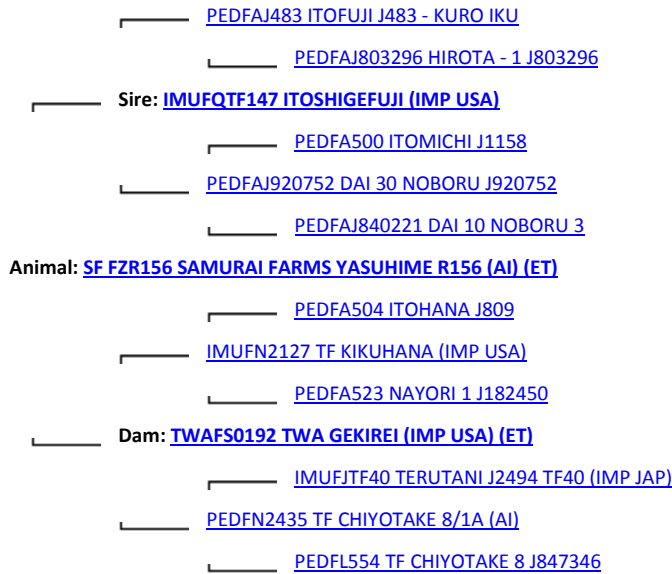 PEDFAJ483 ITOFUJI J483 - KURO IKU
PEDFAJ803296 HIROTA - 1 J803296
Sire: IMUFQTF147 ITOSHIGEFUJI (IMP USA)
PEDFA500 ITOMICHI J1158
PEDFAJ920752 DAI 30 NOBORU J920752
PEDFAJ840221 DAI 10 NOBORU 3
Animal: SF FZR156 SAMURAI FARMS YASUHIME R156 (AI) (ET)
PEDFA504 ITOHANA J809
IMUFN2127 TF KIKUHANA (IMP USA)
PEDFA523 NAYORI 1 J182450
Dam: TWAFS0192 TWA GEKIREI (IMP USA) (ET)
IMUFJTF40 TERUTANI J2494 TF40 (IMP JAP)
PEDFN2435 TF CHIYOTAKE 8/1A (AI)
PEDFL554 TF CHIYOTAKE 8 J847346